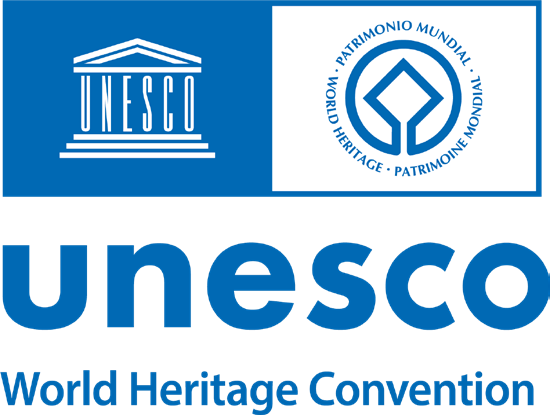 UNESCO
· PATRIMONIO MUNDIAL · WORLD HERITAGE · PATRIMOINE MONDIAL
unesco
World Heritage Convention